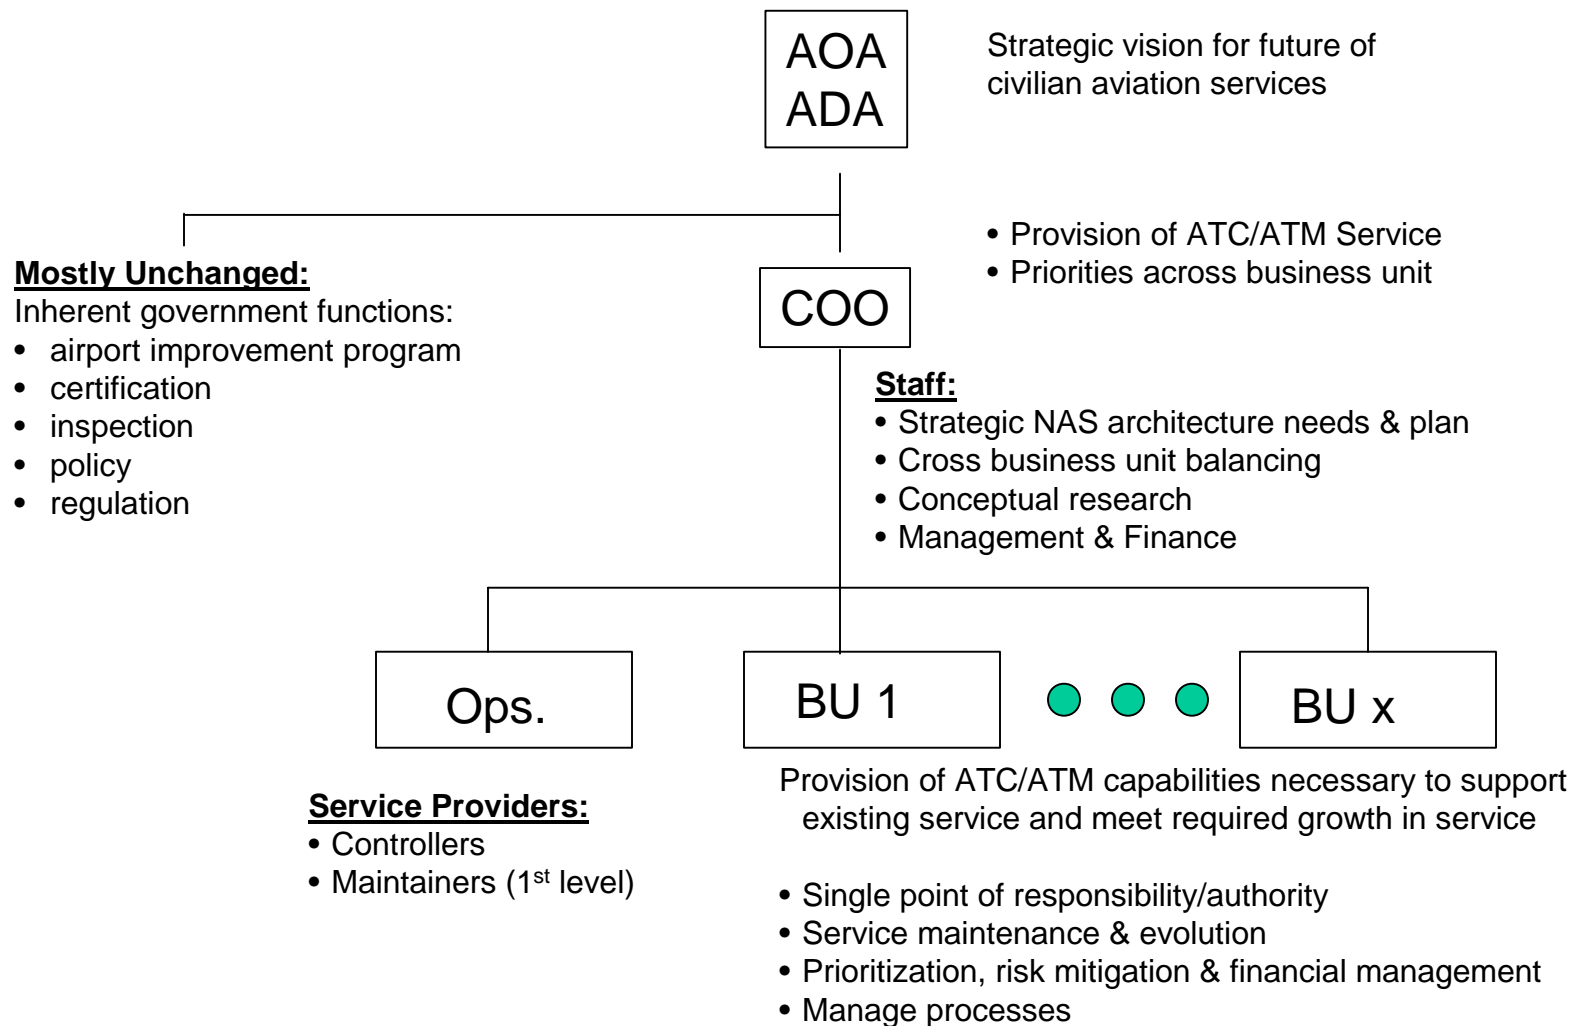 AOA
ADA
Strategic vision for future of
civilian aviation services
• Provision of ATC/ATM Service
• Priorities across business unit
Mostly Unchanged:
Inherent government functions:
• airport improvement program
• certification
• inspection
• policy
• regulation
COO
Staff:
• Strategic NAS architecture needs & plan
• Cross business unit balancing
• Conceptual research
• Management & Finance
Ops.
BU 1
BU x
Service Providers:
• Controllers
• Maintainers (1st level)
Provision of ATC/ATM capabilities necessary to support
existing service and meet required growth in service
• Single point of responsibility/authority
• Service maintenance & evolution
• Prioritization, risk mitigation & financial management
• Manage processes